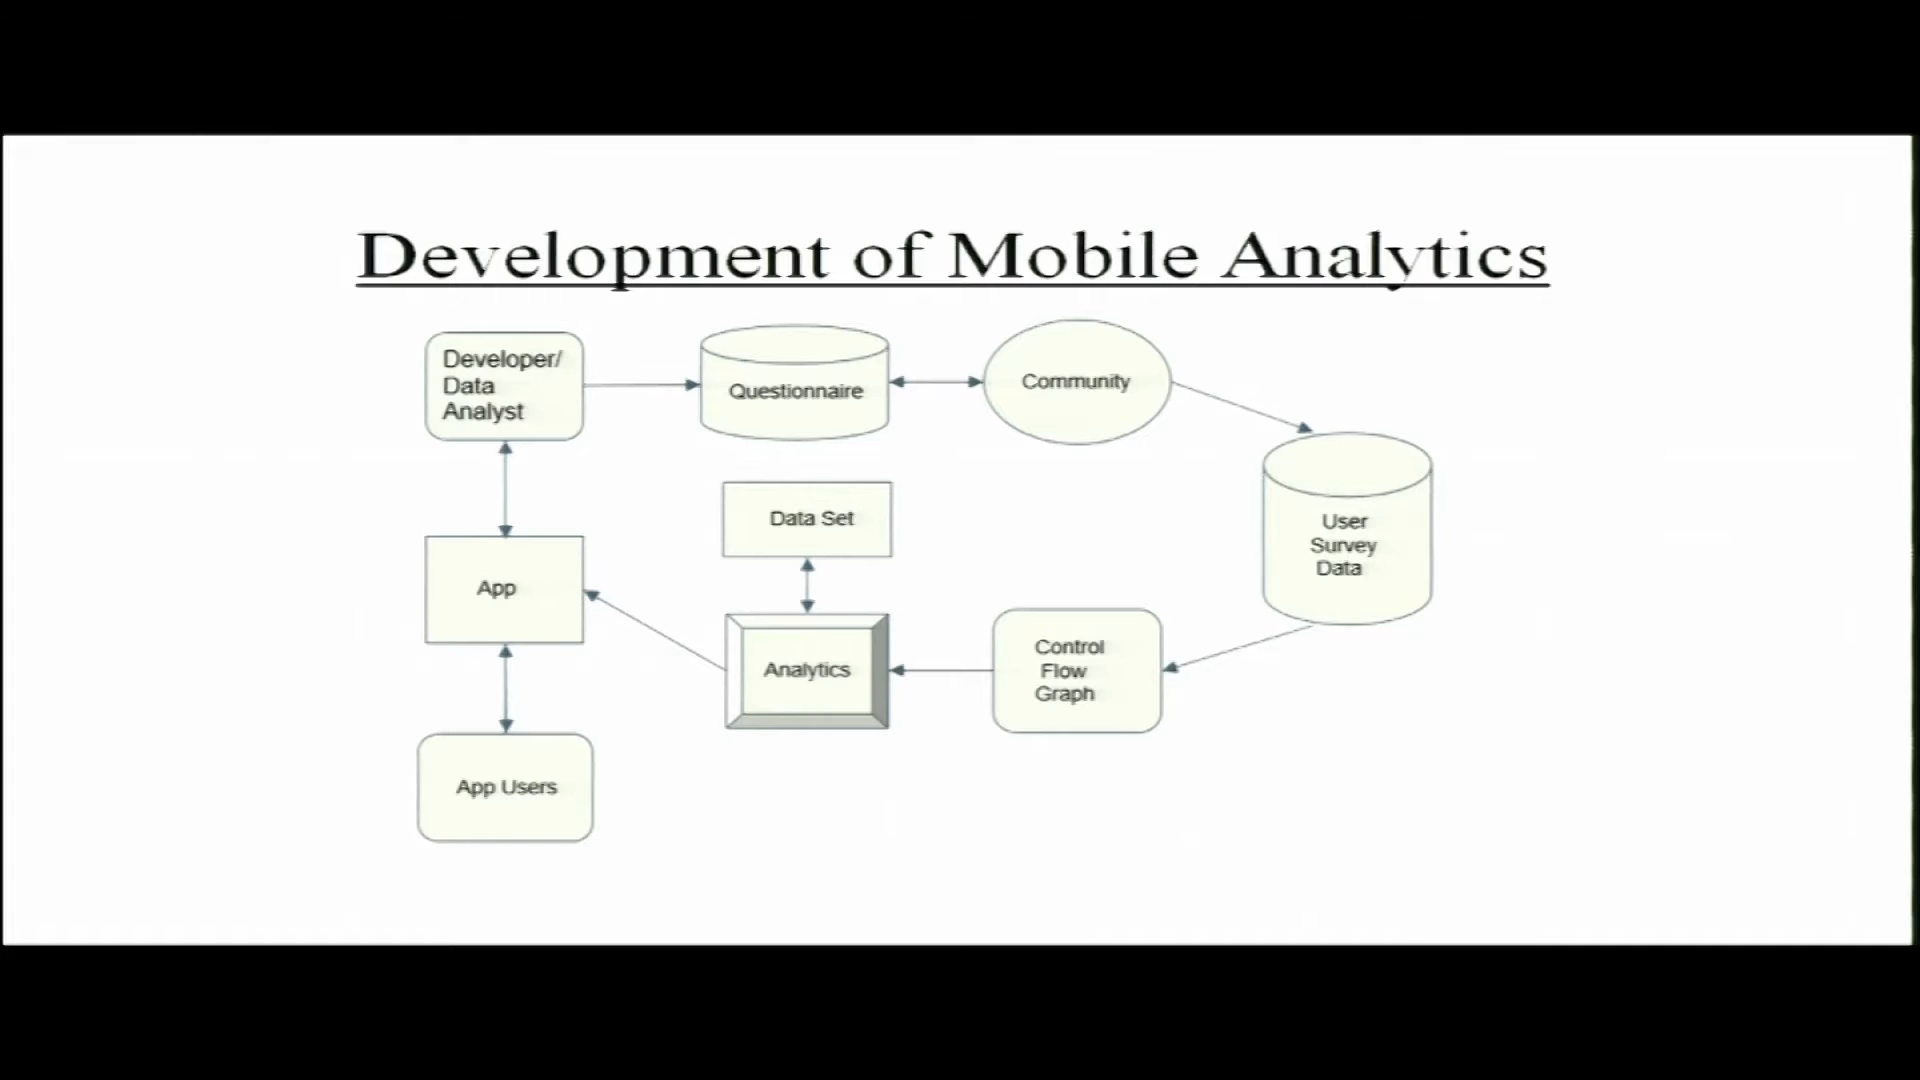 Development of Mobile Analytics
Developer/
Data
Analyst
Questionnaire
Community
User
Survey
Data
Data Set
App
Analytics
Control
Flow
Graph
App Users